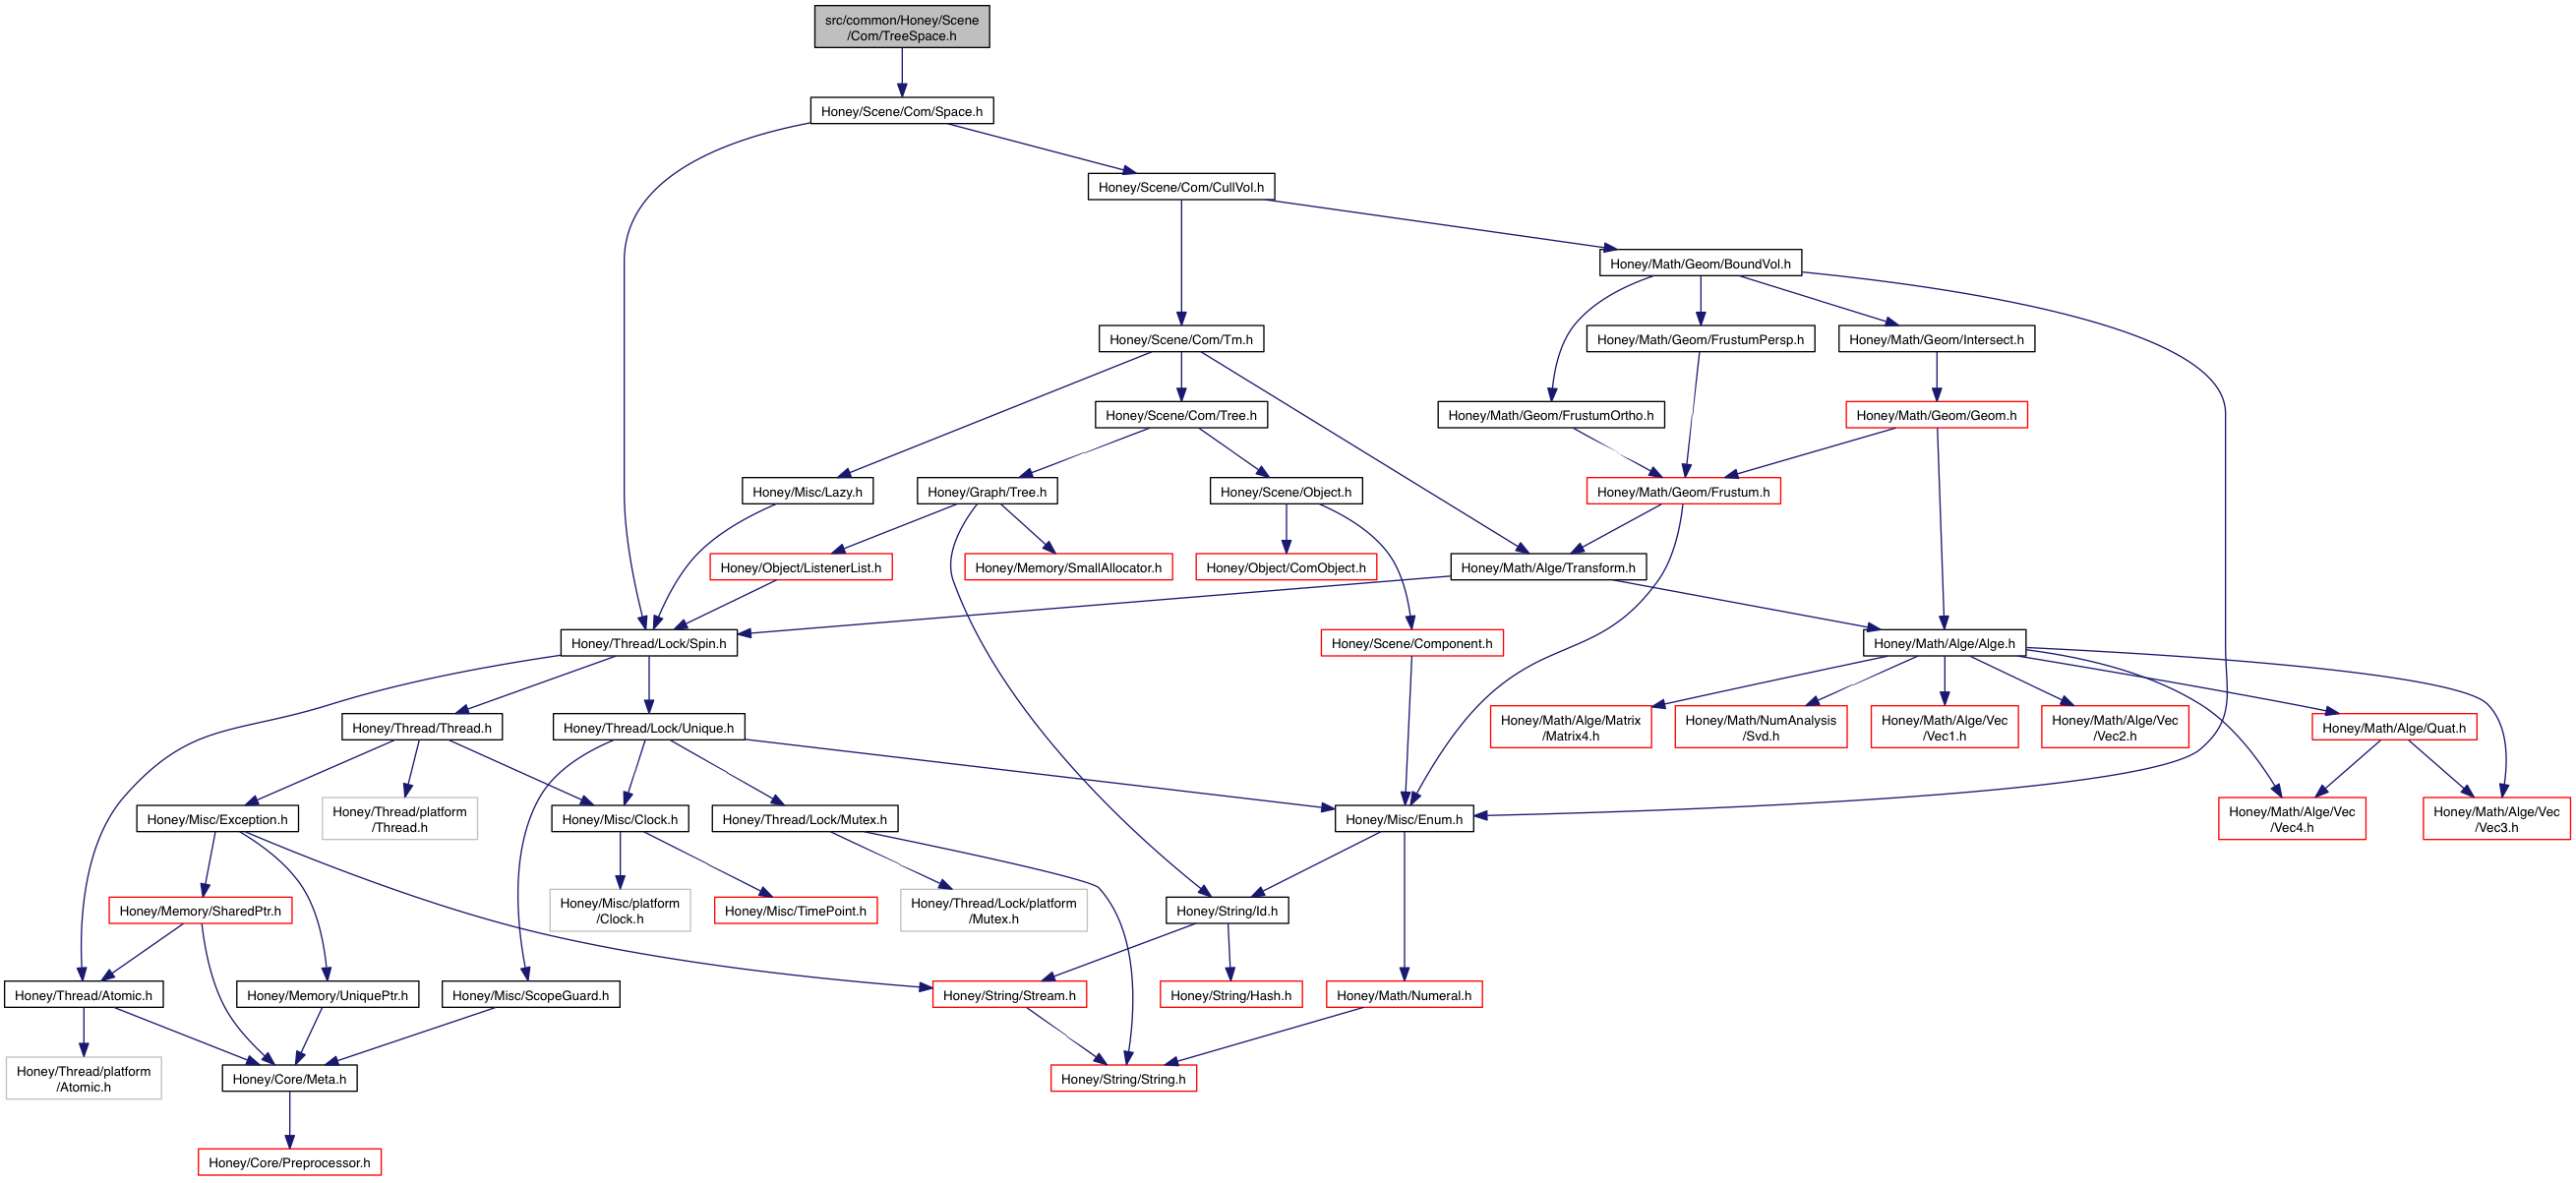 src/common/Honey/Scene
/Com/TreeSpace.h
Honey/Scene/Com/Space.h
Honey/Scene/Com/CullVol.h
Honey/Math/Geom/BoundVol.h
Honey/Scene/Com/Tm.h
Honey/Math/Geom/FrustumPersp.h
Honey/Math/Geom/Intersect.h
Honey/Scene/Com/Tree.h
Honey/Math/Geom/FrustumOrtho.h
Honey/Math/Geom/Geom.h
Honey/Misc/Lazy.h
Honey/Graph/Tree.h
Honey/Scene/Object.h
Honey/Math/Geom/Frustum.h
Honey/Object/ListenerList.h
Honey/Memory/SmallAllocator.h
Honey/Object/ComObject.h
Honey/Math/Alge/Transform.h
Honey/Thread/Lock/Spin.h
Honey/Scene/Component.h
Honey/Math/Alge/Alge.h
Honey/Thread/Thread.h
Honey/Thread/Lock/Unique.h
Honey/Math/Alge/Matrix
/Matrix4.h
Honey/Math/NumAnalysis
/Svd.h
Honey/Math/Alge/Vec
/Vec1.h
Honey/Math/Alge/Vec
/Vec2.h
Honey/Math/Alge/Quat.h
Honey/Misc/Exception.h
Honey/Thread/platform
/Thread.h
Honey/Misc/Clock.h
Honey/Thread/Lock/Mutex.h
Honey/Misc/Enum.h
Honey/Math/Alge/Vec
/Vec4.h
Honey/Math/Alge/Vec
/Vec3.h
Honey/Memory/SharedPtr.h
Honey/Misc/platform
/Clock.h
Honey/Misc/TimePoint.h
Honey/Thread/Lock/platform
/Mutex.h
Honey/String/Id.h
Honey/Thread/Atomic.h
Honey/Memory/UniquePtr.h
Honey/Misc/ScopeGuard.h
Honey/String/Stream.h
Honey/String/Hash.h
Honey/Math/Numeral.h
Honey/Thread/platform
/Atomic.h
Honey/Core/Meta.h
Honey/String/String.h
Honey/Core/Preprocessor.h